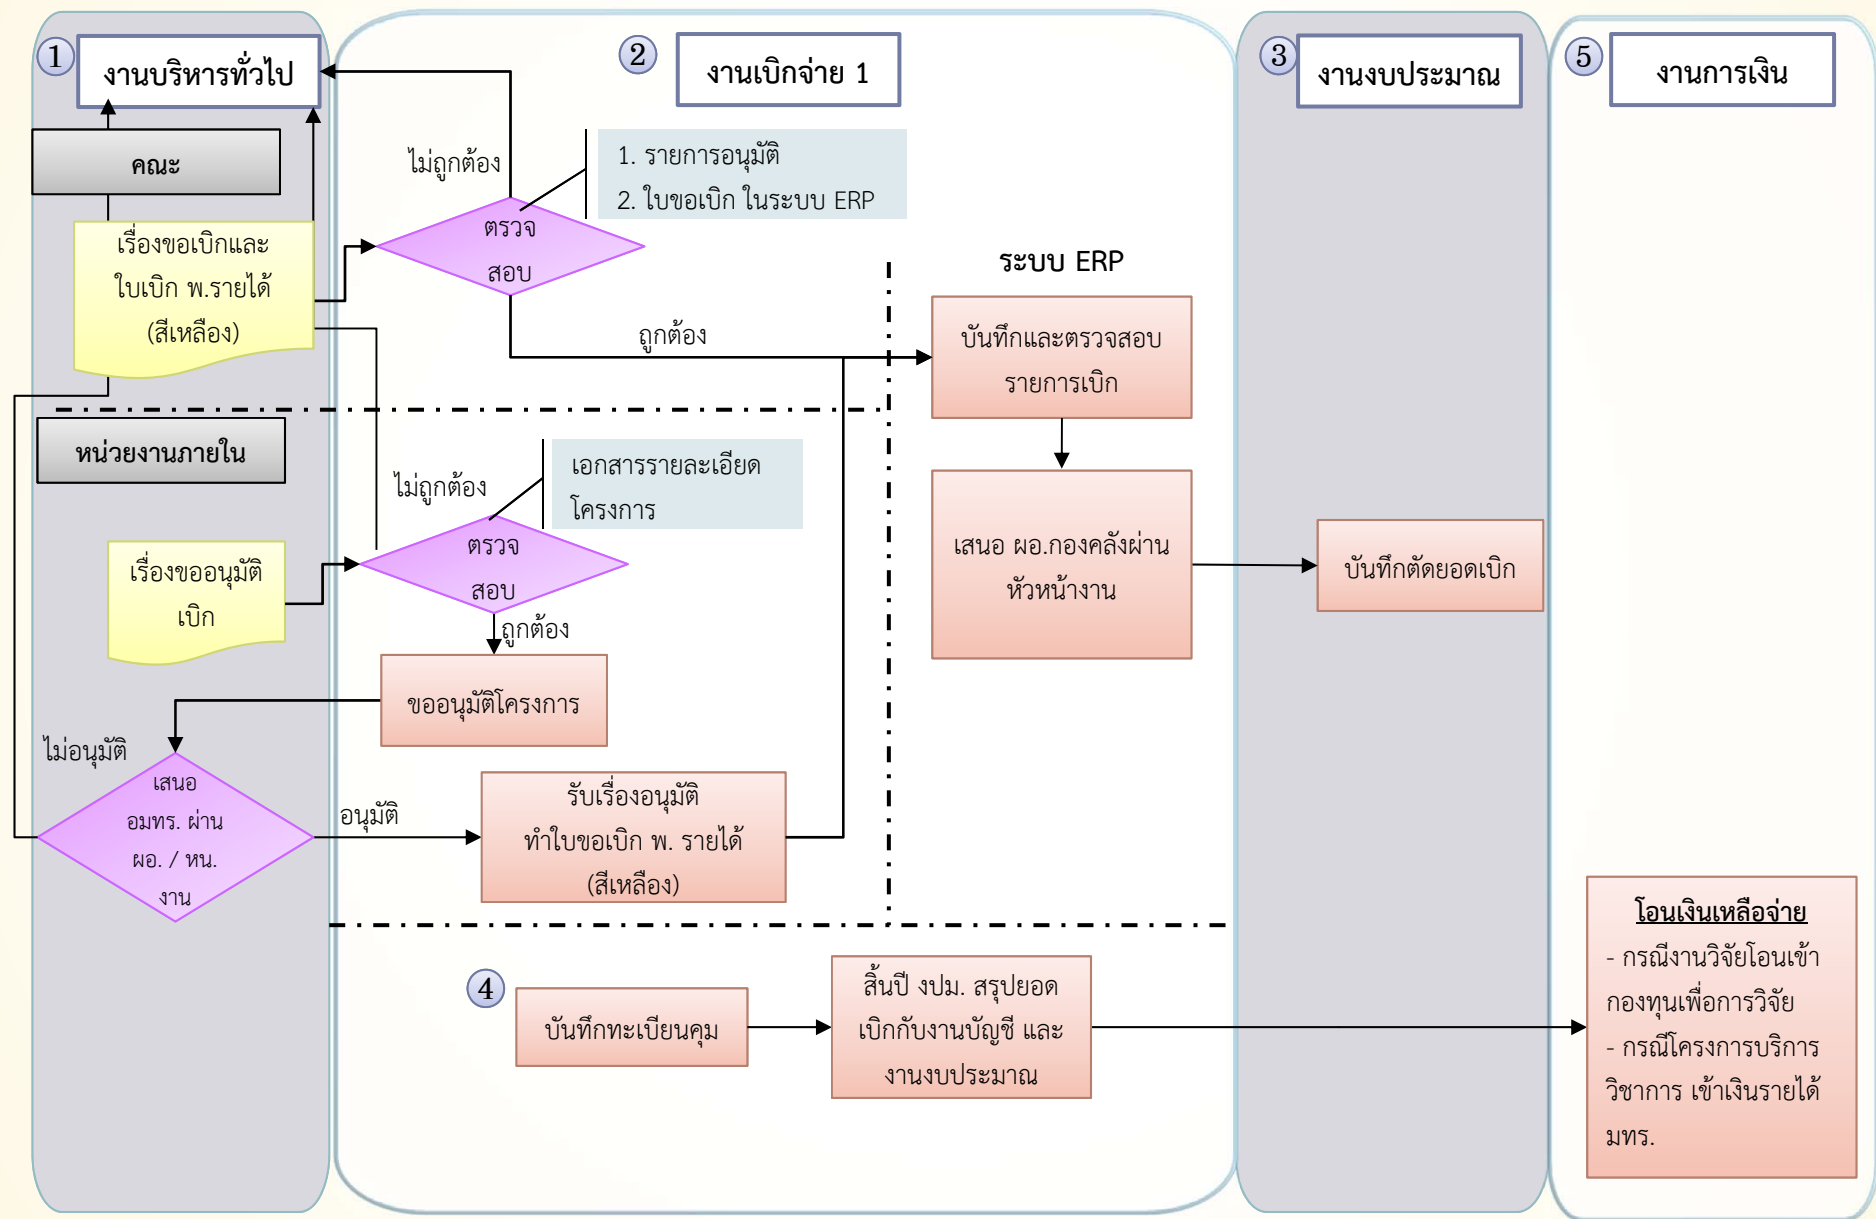 1
งานบริหารทั่วไป
2
งานเบิกจ่าย 1
3
งานงบประมาณ
5
งานการเงิน
คณะ
ไม่ถูกต้อง
1. รายการอนุมัติ
2. ใบขอเบิก ในระบบ ERP
เรื่องขอเบิกและ
ใบเบิก พ.รายได้
(สีเหลือง)
ตรวจ
สอบ
ระบบ ERP
ถูกต้อง
บันทึกและตรวจสอบ
รายการเบิก
หน่วยงานภายใน
ไม่ถูกต้อง
เอกสารรายละเอียด
โครงการ
เรื่องขออนุมัติ
เบิก
ตรวจ
สอบ
เสนอ ผอ.กองคลังผ่าน
หัวหน้างาน
บันทึกตัดยอดเบิก
ถูกต้อง
ขออนุมัติโครงการ
ไม่อนุมัติ
เสนอ
อมทร. ผ่าน
ผอ. / หน.
งาน
อนุมัติ
รับเรื่องอนุมัติ
ทำใบขอเบิก พ. รายได้
(สีเหลือง)
4
บันทึกทะเบียนคุม
สิ้นปี งปม. สรุปยอด
เบิกกับงานบัญชี และ
งานงบประมาณ
โอนเงินเหลือจ่าย
- กรณีงานวิจัยโอนเข้า
กองทุนเพื่อการวิจัย
- กรณีโครงการบริการ
วิชาการ เข้าเงินรายได้
มทร.